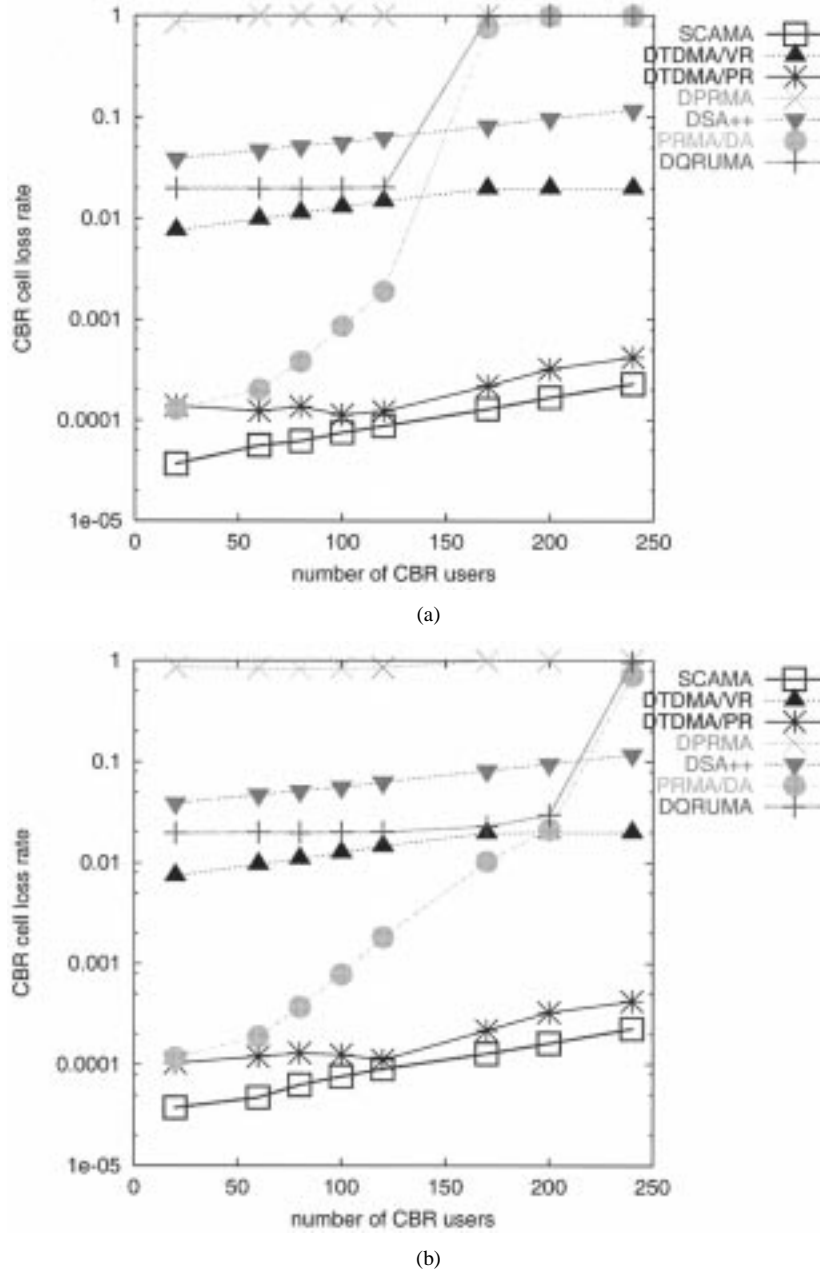 1
0.1
0.01
0.001
0.0001
1e-05
CBR cell loss rate
0
50
100
150
200
250
number of CBR users
SCAMA
DTDMA/VR
DTDMA/PR
DPRMA
DSA++
PRMA/DA
DQRUMA
(a)
1
0.1
0.01
0.001
0.0001
1e-05
CBR cell loss rate
0
50
100
150
200
250
number of CBR users
SCAMA
DTDMA/VR
DTDMA/PR
DPRMA
DSA++
PRMA/DA
DQRUMA
(b)